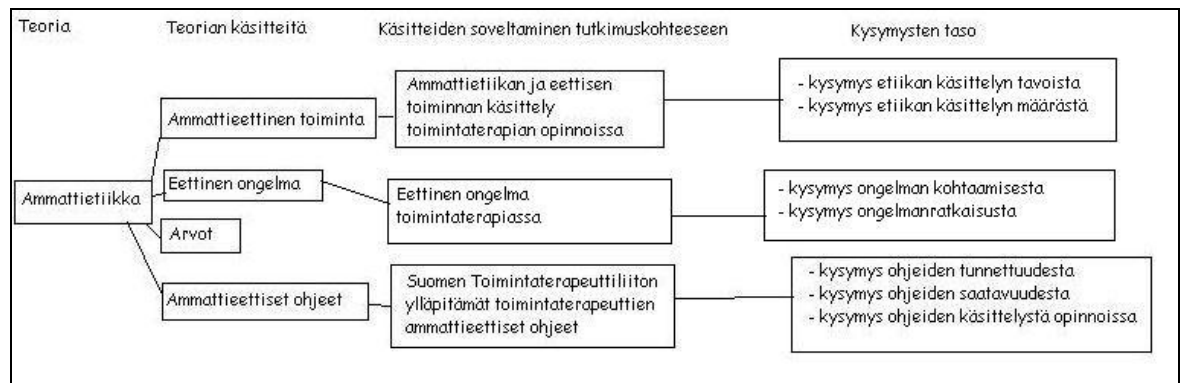 Teoria
Teorian käsitteitä
Käsitteiden soveltaminen tutkimuskohteeseen
Kysymysten taso
Ammattietiikka
Ammattieettinen toiminta
Ammattietiikan ja eettisen
toiminnan käsittely
toimintaterapian opinnoissa
- kysymys etiikan käsittelyn tavoista
- kysymys etiikan käsittelyn määrästä
Eettinen ongelma
Eettinen ongelma
toimintaterapiassa
- kysymys ongelman kohtaamisesta
- kysymys ongelmanratkaisusta
Arvot
Ammattieettiset ohjeet
Suomen Toimintaterapeuttiliiton
ylläpitämät toimintaterapeuttien
ammattieettiset ohjeet
- kysymys ohjeiden tunnettuudesta
- kysymys ohjeiden saatavuudesta
- kysymys ohjeiden käsittelystä opinnoissa